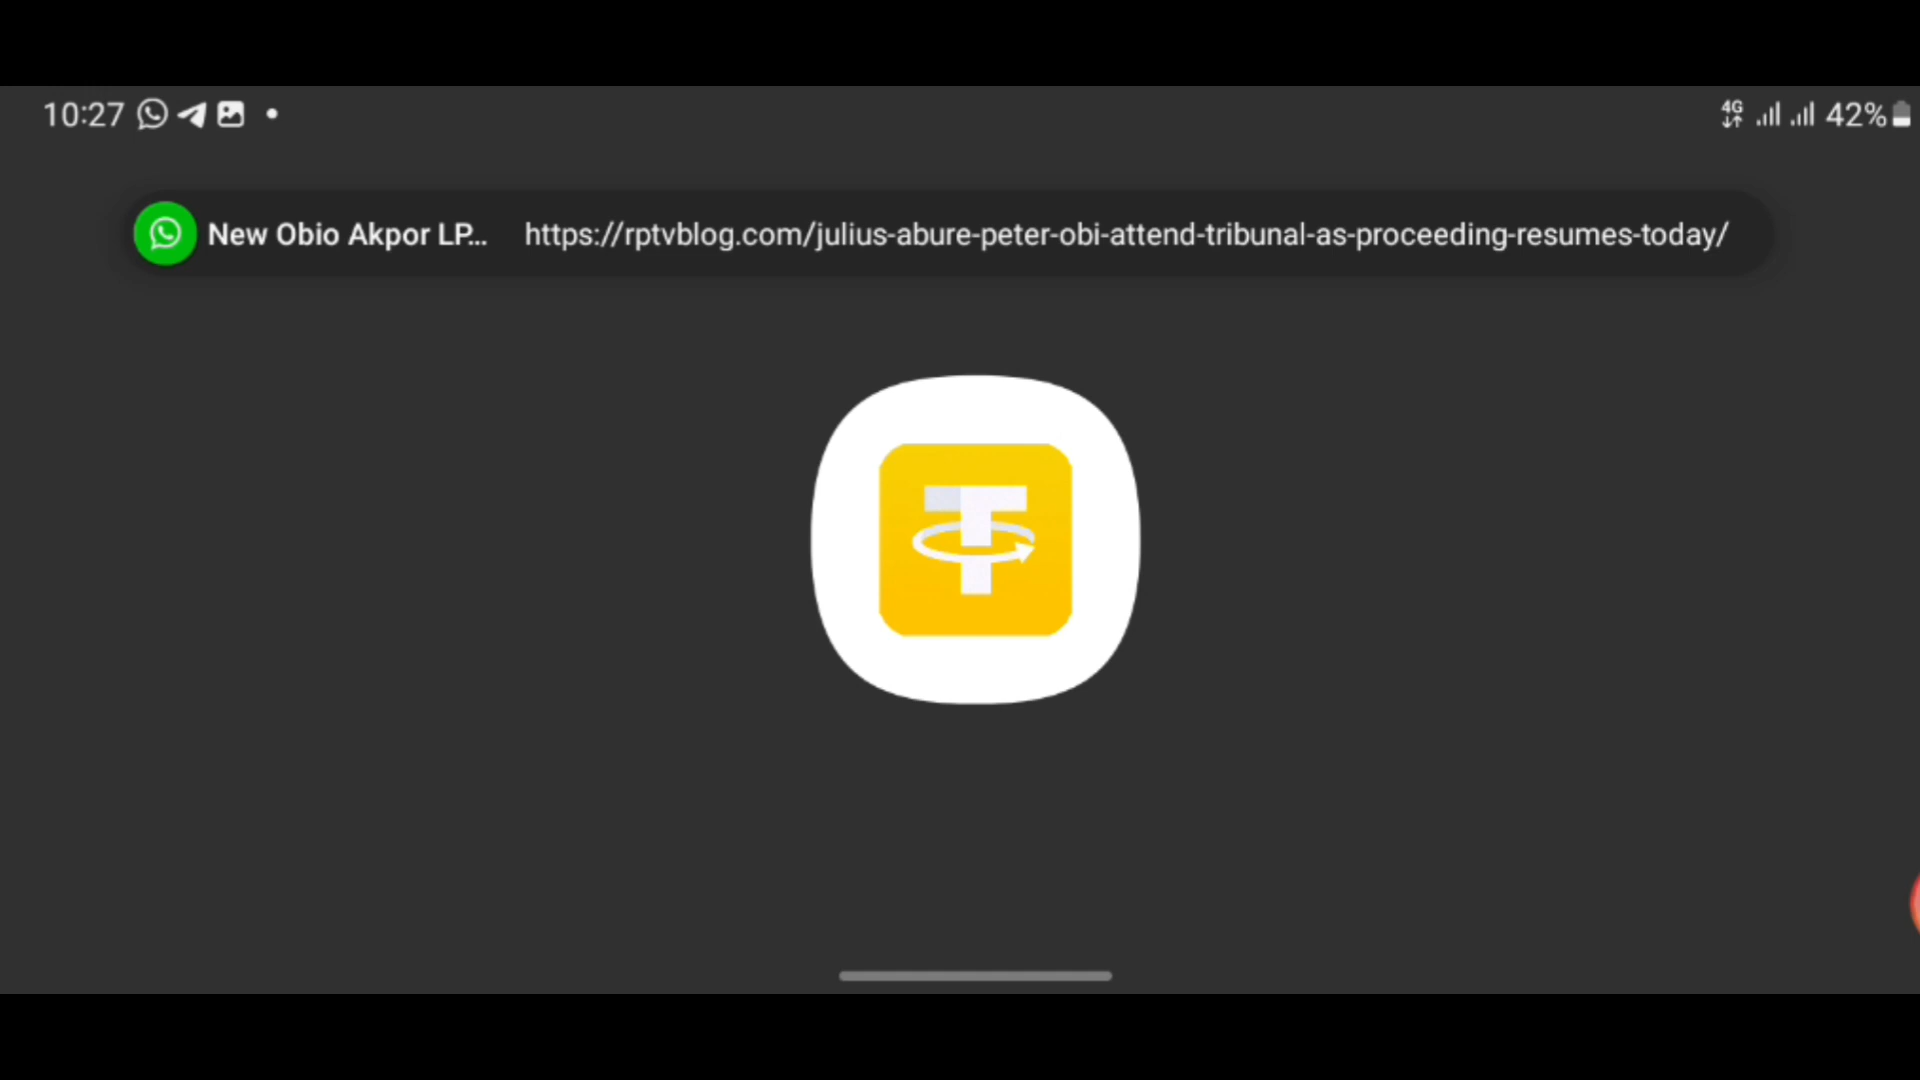 10:27
4G
42%
New Obio Akpor LP... https://rptvblog.com/julius-abure-peter-obi-attend-tribunal-as-proceeding-resumes-today/
T